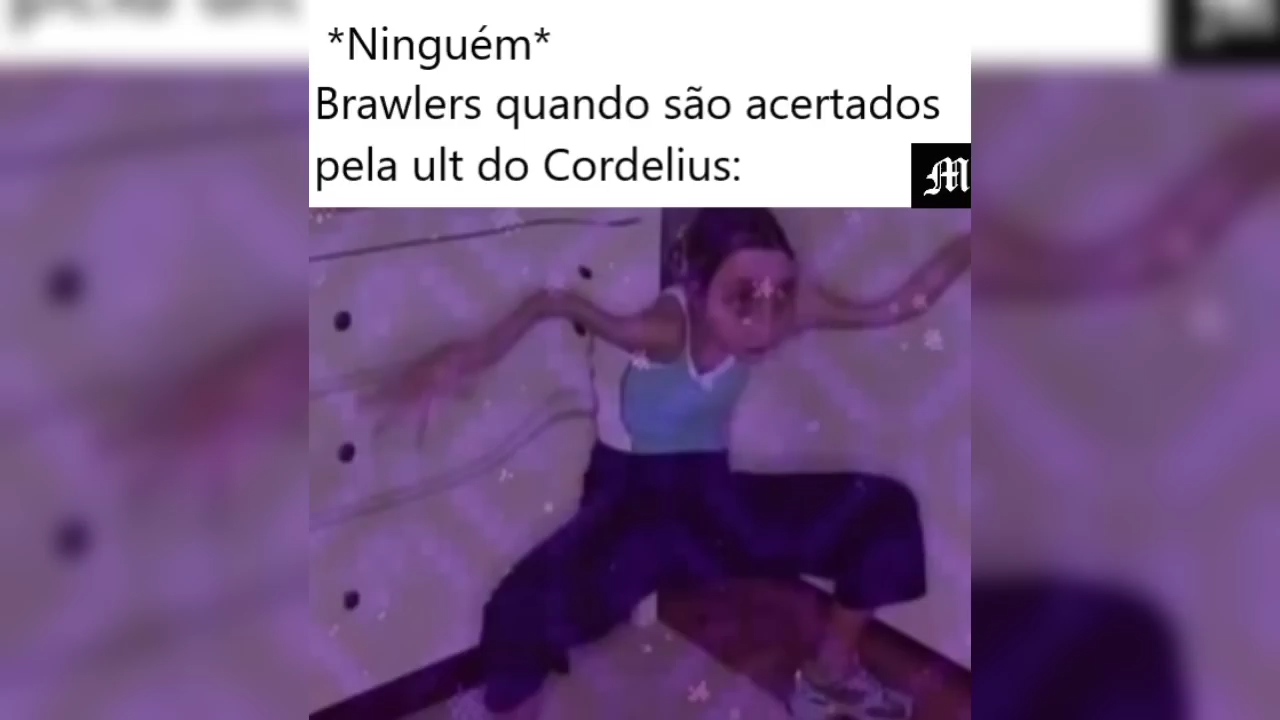 *Ninguém*
Brawlers quando são acertados
pela ult do Cordelius:
M